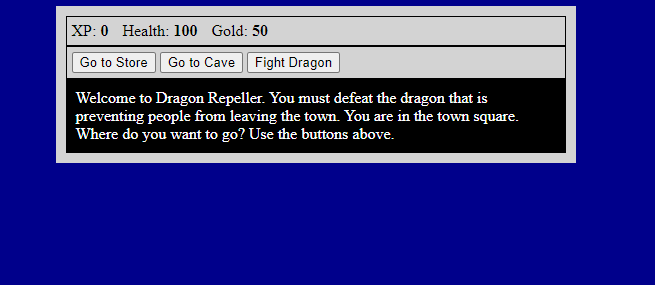 XP: 0 Health: 100 Gold: 50
Go to Store Go to Cave Fight Dragon
Welcome to Dragon Repeller. You must defeat the dragon that is
preventing people from leaving the town. You are in the town square.
Where do you want to go? Use the buttons above.